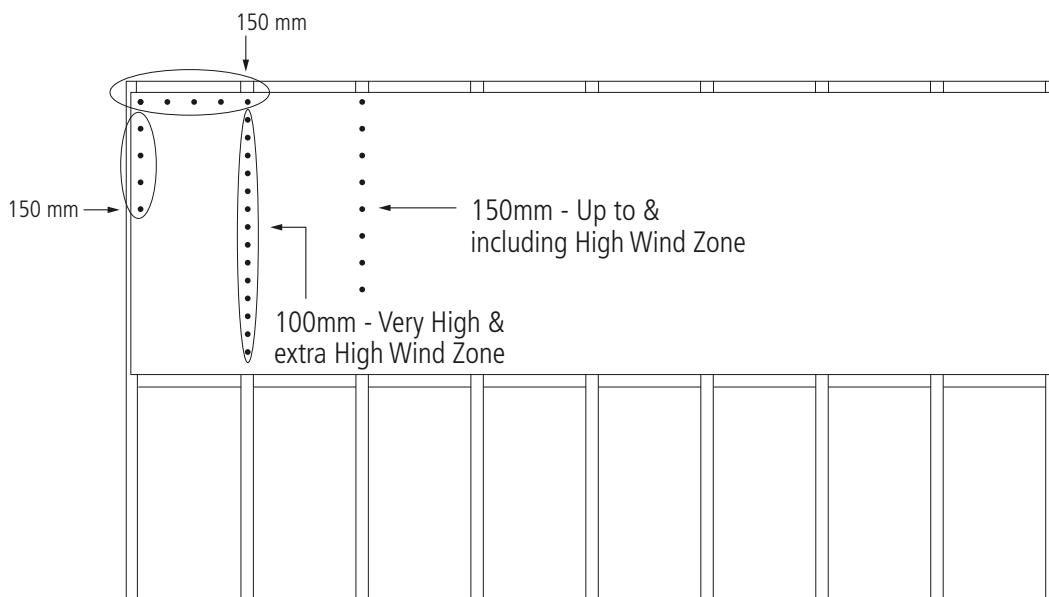 150 mm
150 mm
150mm - Up to &
including High Wind Zone
100mm - Very High &
extra High Wind Zone